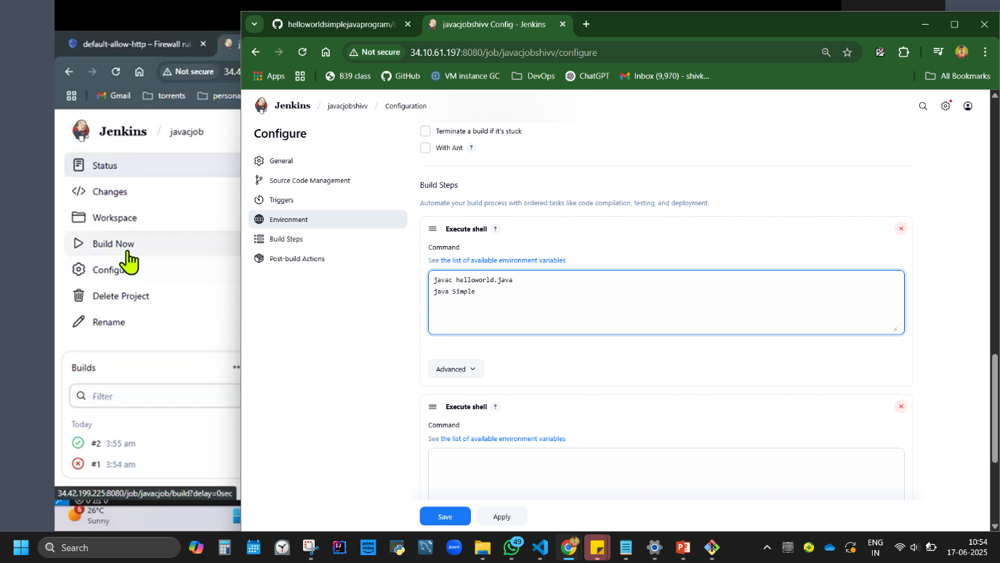 default-allow-http – Firewall rul
Not secure
34.4
Gmail
torrents
persona
Jenkins / javacjob
Status
Changes
Workspace
Build Now
Configu
Delete Project
Rename
Builds
Filter
Today
#2 3:55 am
#1 3:54 am
34.42.199.225:8080/job/javacjob/build?delay=0sec
6
26°C
Sunny
helloworldsimplejavaprogram/l
javacjobshivv Config - Jenkins
Not secure
34.10.61.197:8080/job/javacjobshivv/configure
Apps
B39 class
GitHub
VM instance GC
DevOps
ChatGPT
Inbox (9,970) - shivk...
All Bookmarks
Jenkins / javacjobshivv / Configuration
Configure
General
Source Code Management
Triggers
Environment
Build Steps
Post-build Actions
Terminate a build if it's stuck
With Ant ?
Build Steps
Automate your build process with ordered tasks like code compilation, testing, and deployment.
Execute shell ?
Command
See the list of available environment variables
javac helloworld.java
java Simple
Advanced
Execute shell ?
Command
See the list of available environment variables
Save
Apply
Search
prime video
zoom
49
ENG
IN
10:54
17-06-2025